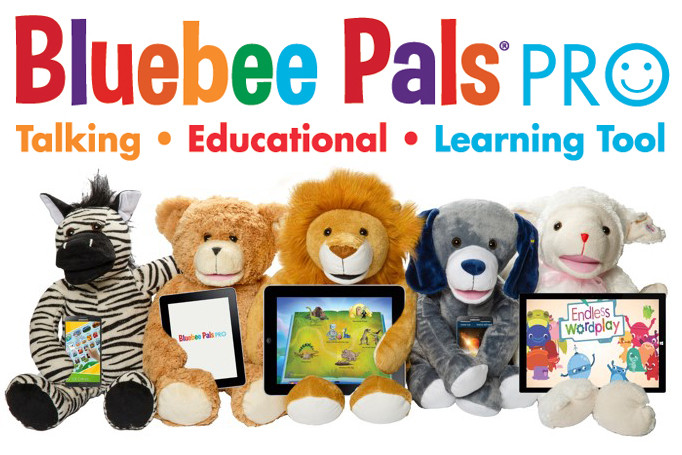 Bluebee Pals® PRO
Talking • Educational • Learning Tool
Bluebee Pals PRO
Endless
Wordplay